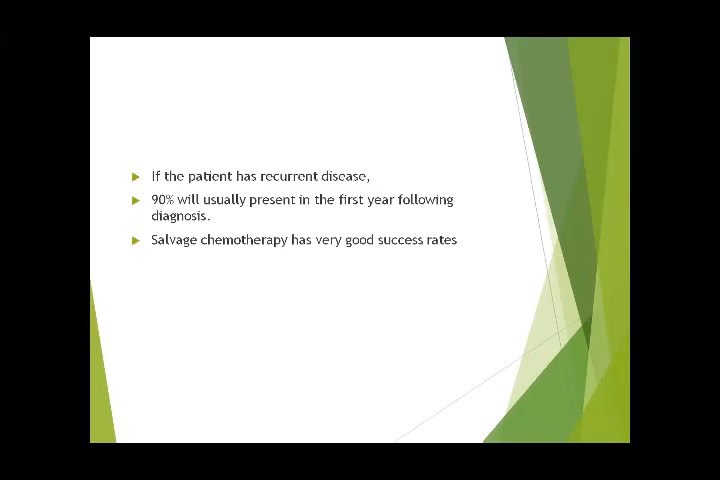 If the patient has recurrent disease,
90% will usually present in the first year following
diagnosis.
Salvage chemotherapy has very good success rates